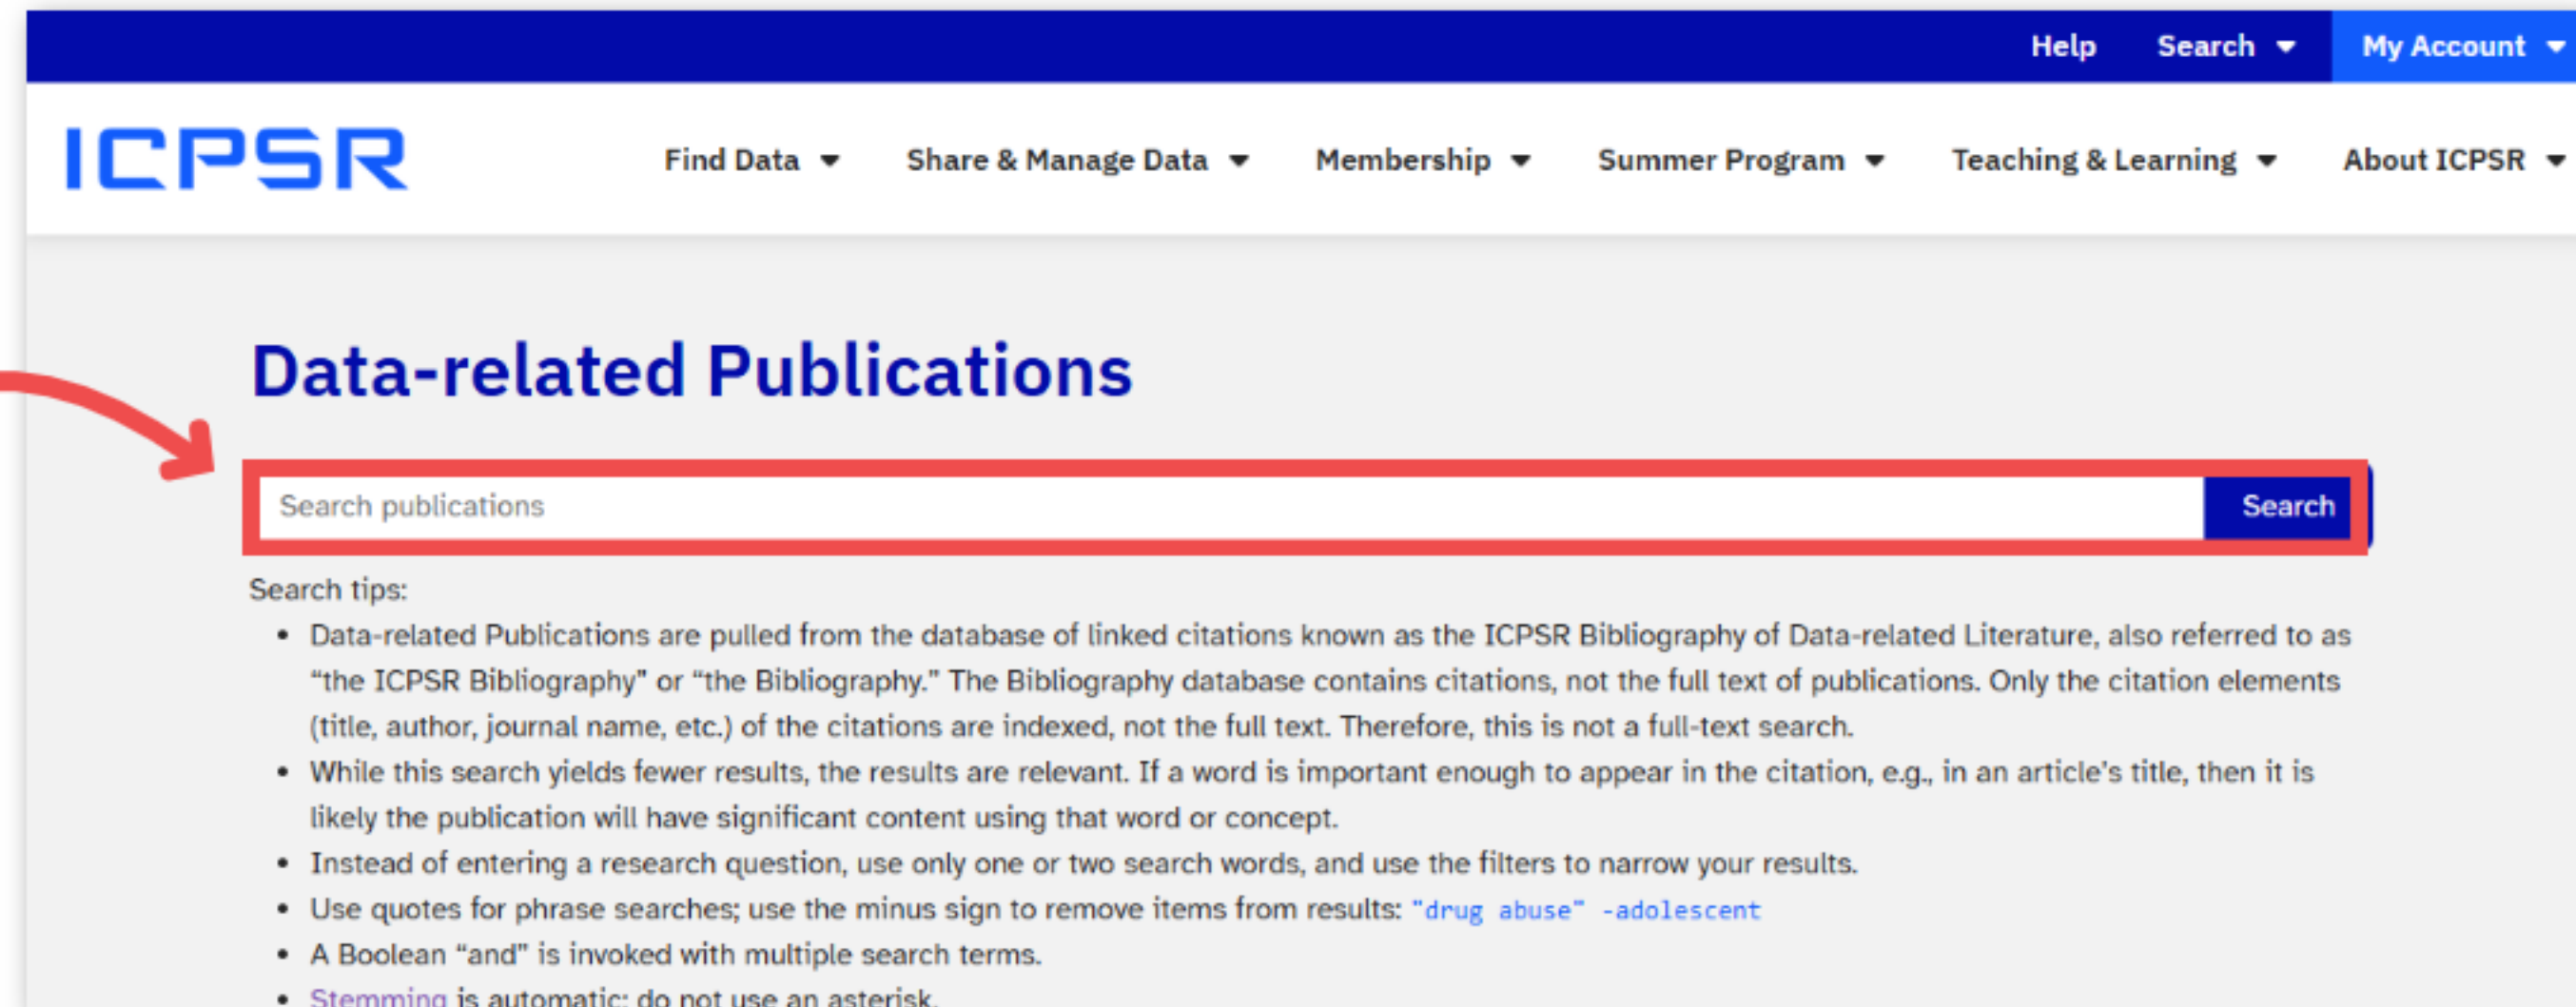 Help Search My Account
ICPSR
Find Data Share & Manage Data Membership Summer Program Teaching & Learning About ICPSR
Data-related Publications
Search publications Search
Search tips:
• Data-related Publications are pulled from the database of linked citations known as the ICPSR Bibliography of Data-related Literature, also referred to as
“the ICPSR Bibliography” or “the Bibliography.” The Bibliography database contains citations, not the full text of publications. Only the citation elements
(title, author, journal name, etc.) of the citations are indexed, not the full text. Therefore, this is not a full-text search.
• While this search yields fewer results, the results are relevant. If a word is important enough to appear in the citation, e.g., in an article’s title, then it is
likely the publication will have significant content using that word or concept.
• Instead of entering a research question, use only one or two search words, and use the filters to narrow your results.
• Use quotes for phrase searches; use the minus sign to remove items from results: "drug abuse" -adolescent
• A Boolean “and” is invoked with multiple search terms.
• Stemming is automatic; do not use an asterisk.